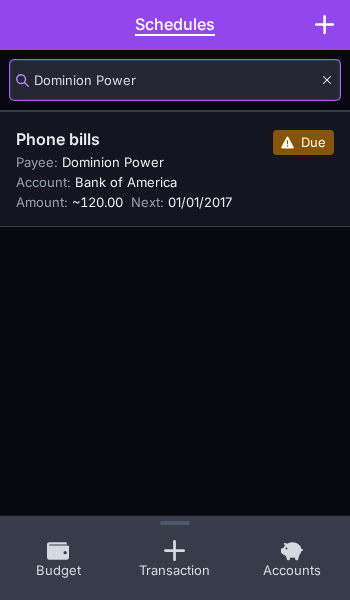 Schedules
Dominion Power
Phone bills
Due
Payee: Dominion Power
Account: Bank of America
Amount: ~120.00 Next: 01/01/2017
Budget
Transaction
Accounts